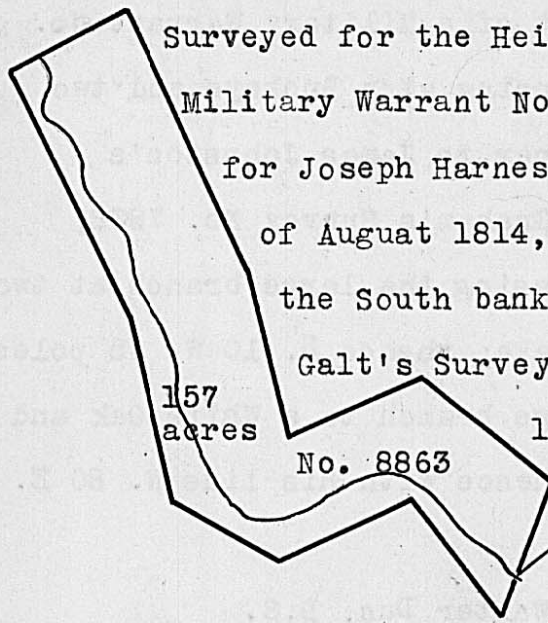 Surveyed for the Hei
Military Warrant No
for Joseph Harnes
of Auguat 1814,
the South bank
Galt's Survey
157
acres
No. 8863